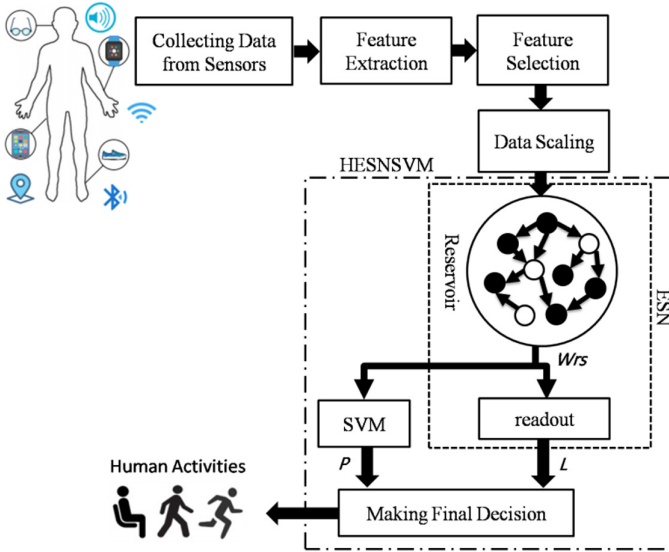 Collecting Data
from Sensors
Feature
Extraction
Feature
Selection
Data Scaling
HESNSVM
Reservoir
ESN
Wrs
SVM
readout
P
L
Human Activities
Making Final Decision